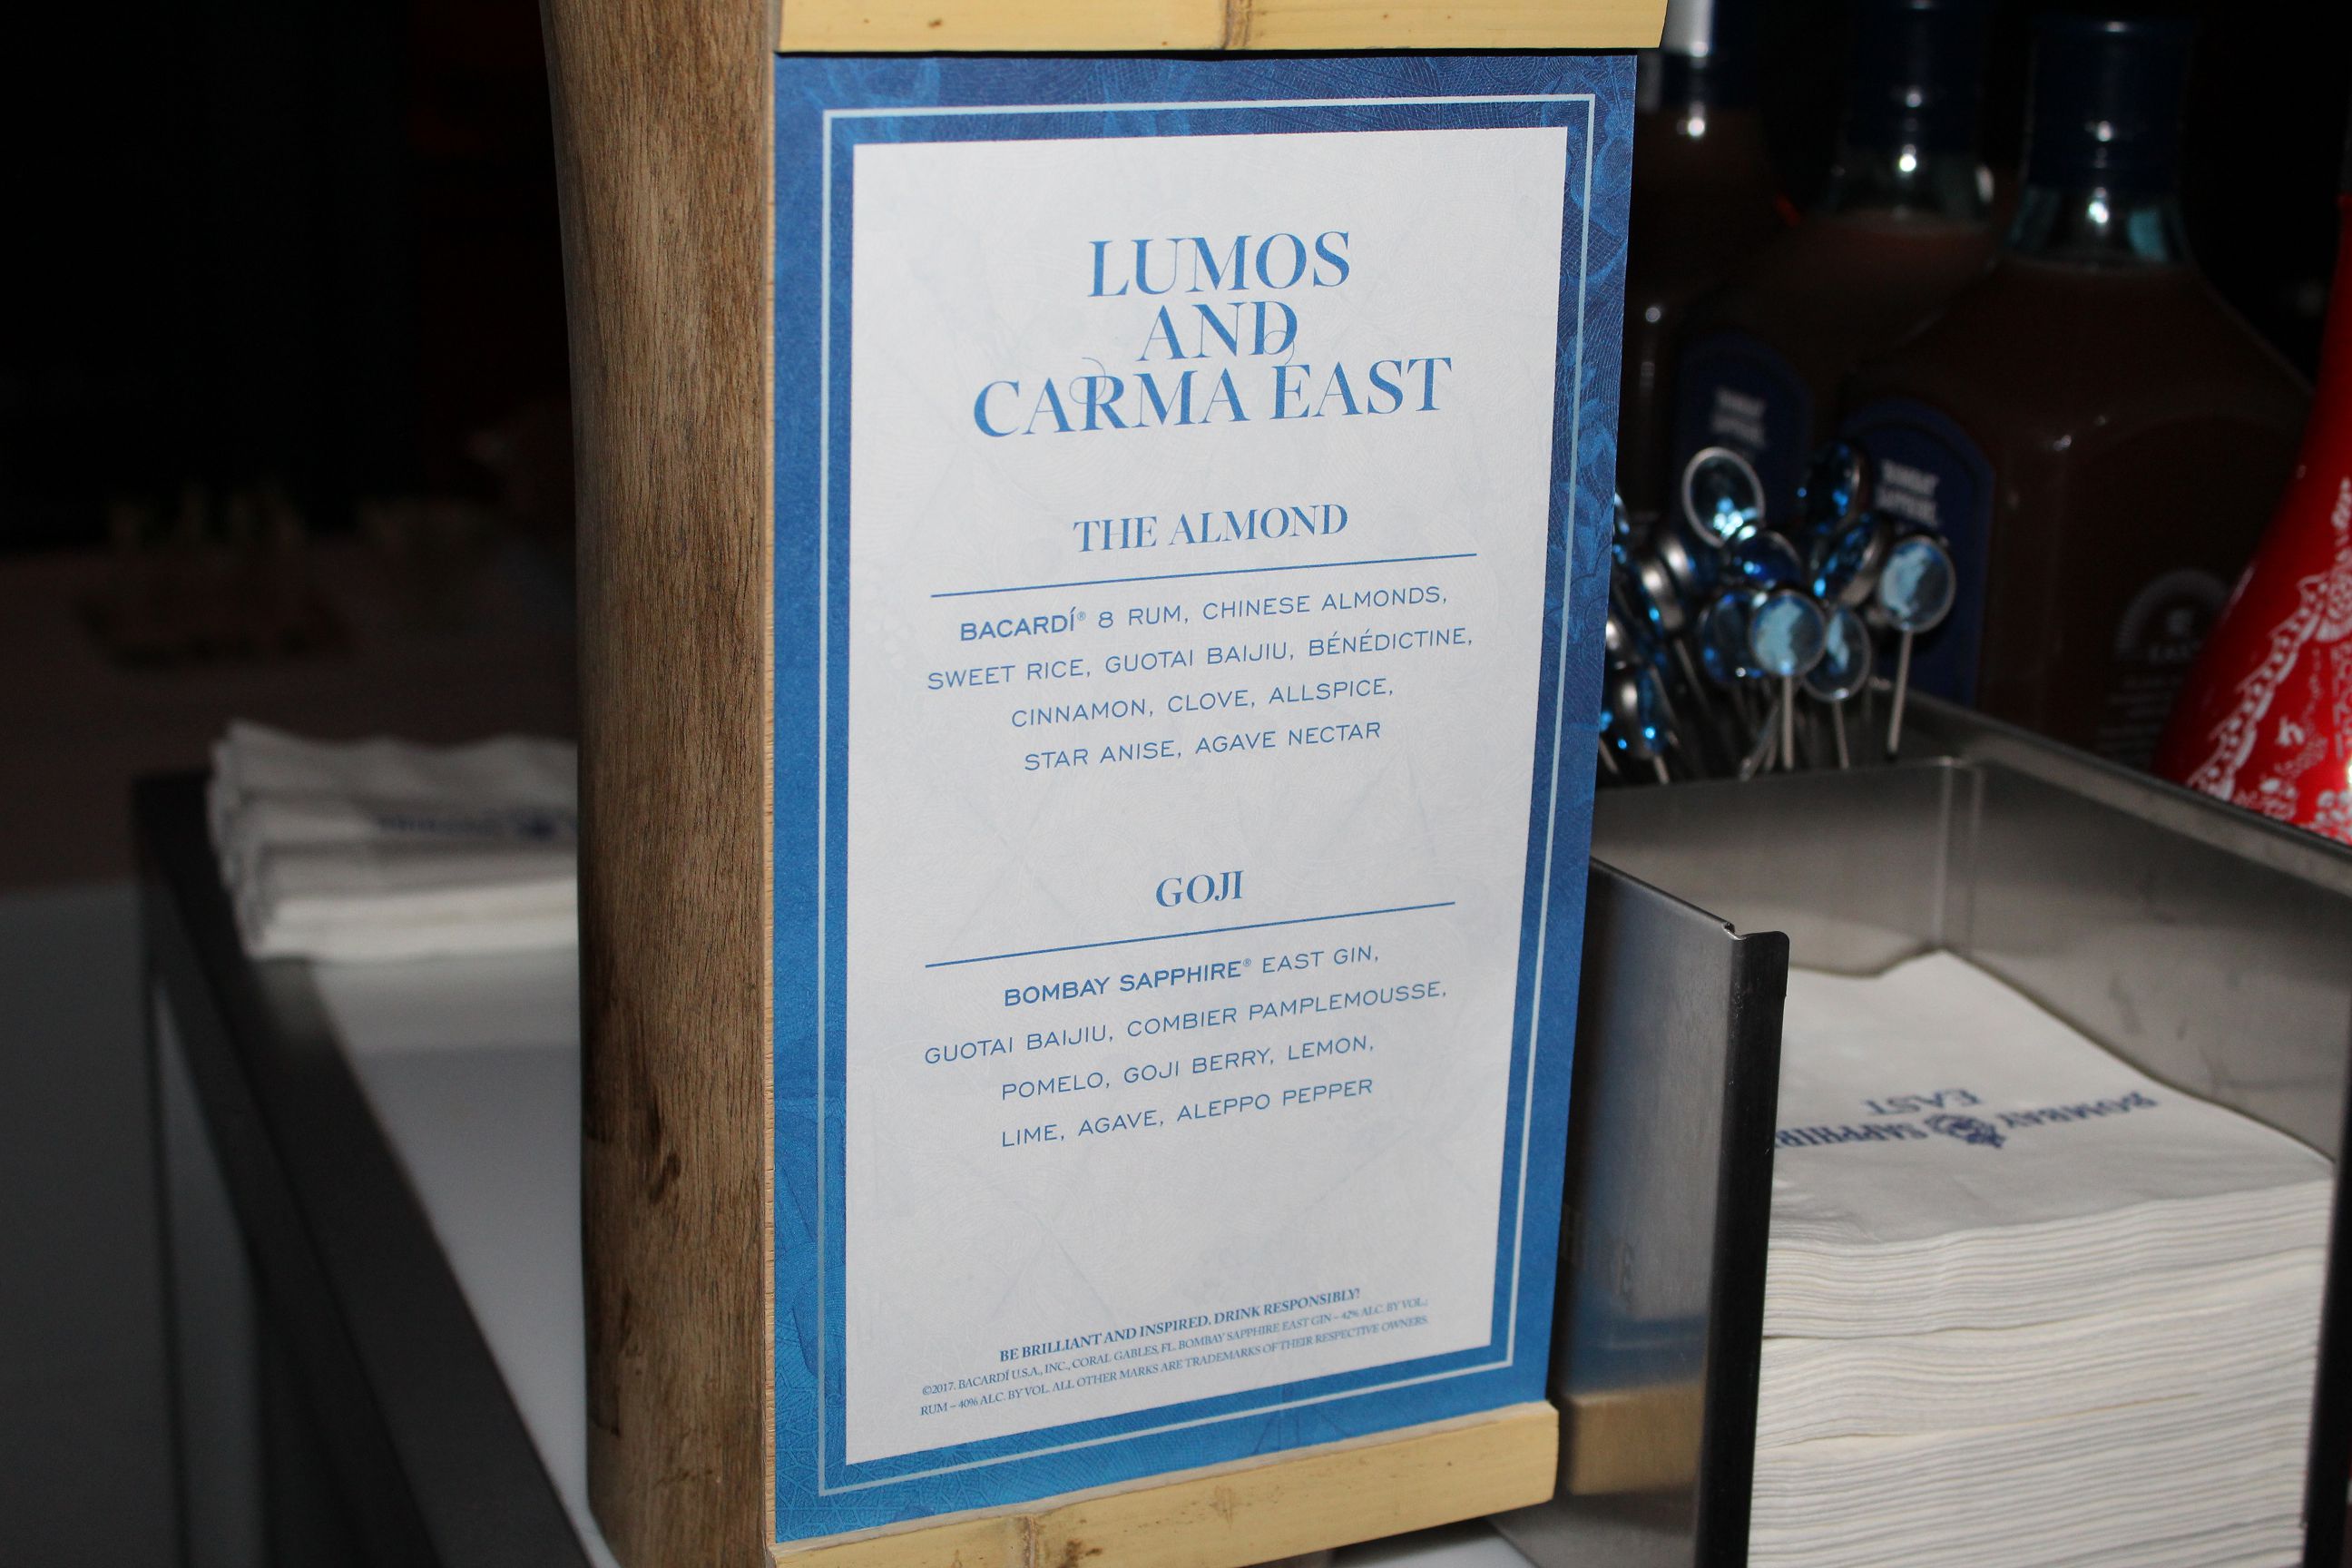 LUMOS
AND
CARMA EAST
THE ALMOND
BACARDÍ® 8 RUM, CHINESE ALMONDS,
SWEET RICE, GUOTAI BAIJIU, BÉNÉDICTINE,
CINNAMON, CLOVE, ALLSPICE,
STAR ANISE, AGAVE NECTAR
GOJI
BOMBAY SAPPHIRE® EAST GIN,
GUOTAI BAIJIU, COMBIER PAMPLEMOUSSE,
POMELO, GOJI BERRY, LEMON,
LIME, AGAVE, ALEPPO PEPPER
BE BRILLIANT AND INSPIRED. DRINK RESPONSIBLY!
©2017. BACARDÍ U.S.A., INC., CORAL GABLES, FL. BOMBAY SAPPHIRE EAST GIN – 42% ALC. BY VOL.;
RUM – 40% ALC. BY VOL. ALL OTHER MARKS ARE TRADEMARKS OF THEIR RESPECTIVE OWNERS.
BOMBAY SAPPHIRE
EAST